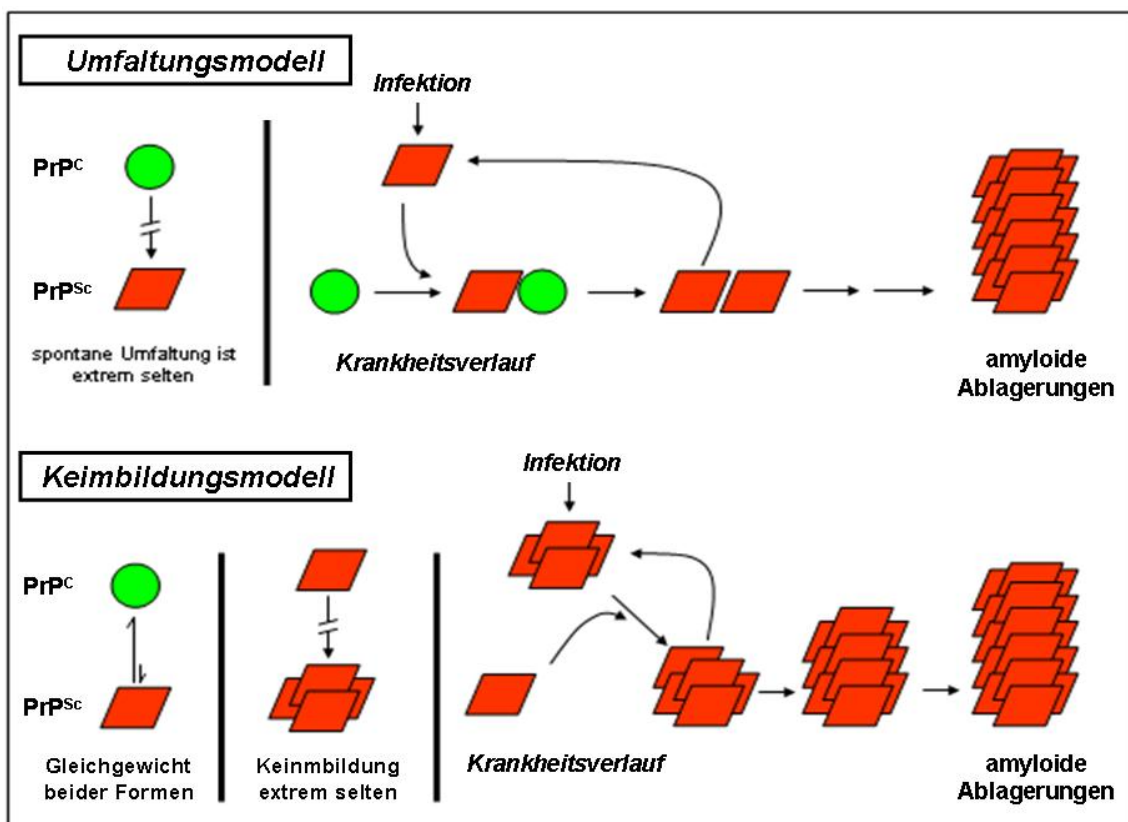 Umfaltungsmodell
Infektion
PrPC
PrPSc
spontane Umfaltung ist
extrem selten
Krankheitsverlauf
amyloide
Ablagerungen
Keimbildungsmodell
Infektion
PrPC
PrPSc
Gleichgewicht
beider Formen
Keinmbildung
extrem selten
Krankheitsverlauf
amyloide
Ablagerungen